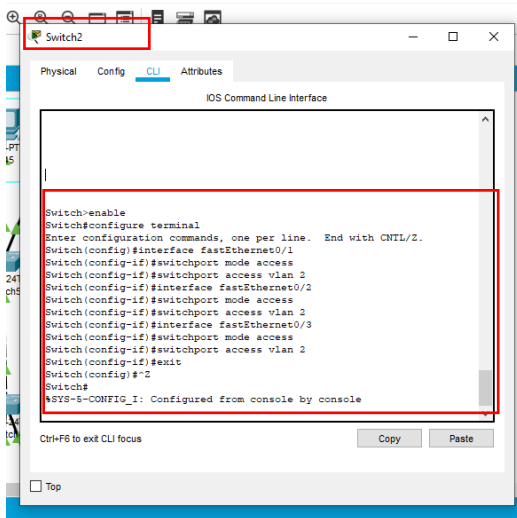 Switch2
Physical Config CLI Attributes
IOS Command Line Interface
Switch>enable
Switch#configure terminal
Enter configuration commands, one per line. End with CNTL/Z.
Switch(config)#interface fastEthernet0/1
Switch(config-if)#switchport mode access
Switch(config-if)#switchport access vlan 2
Switch(config-if)#interface fastEthernet0/2
Switch(config-if)#switchport mode access
Switch(config-if)#switchport access vlan 2
Switch(config-if)#interface fastEthernet0/3
Switch(config-if)#switchport mode access
Switch(config-if)#switchport access vlan 2
Switch(config-if)#exit
Switch(config)#^Z
Switch#
%SYS-5-CONFIG_I: Configured from console by console
Ctrl+F6 to exit CLI focus
Copy Paste
Top